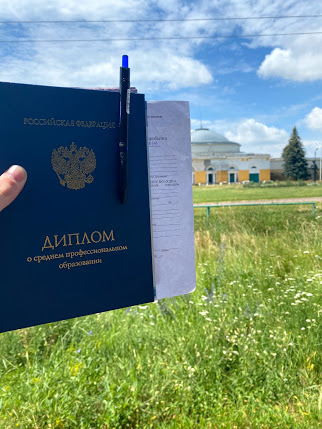 РОССИЙСКАЯ ФЕДЕРАЦИЯ
ДИПЛОМ
о среднем профессиональном
образовании